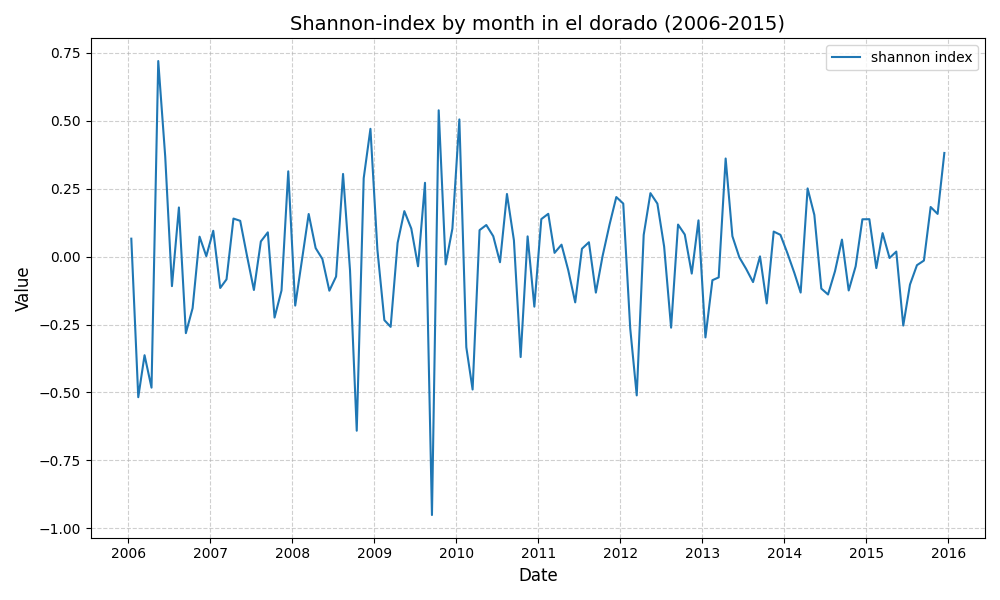 Shannon-index by month in el dorado (2006-2015)
shannon index
Value
0.75
0.50
0.25
0.00
−0.25
−0.50
−0.75
−1.00
2006 2007 2008 2009 2010 2011 2012 2013 2014 2015 2016
Date